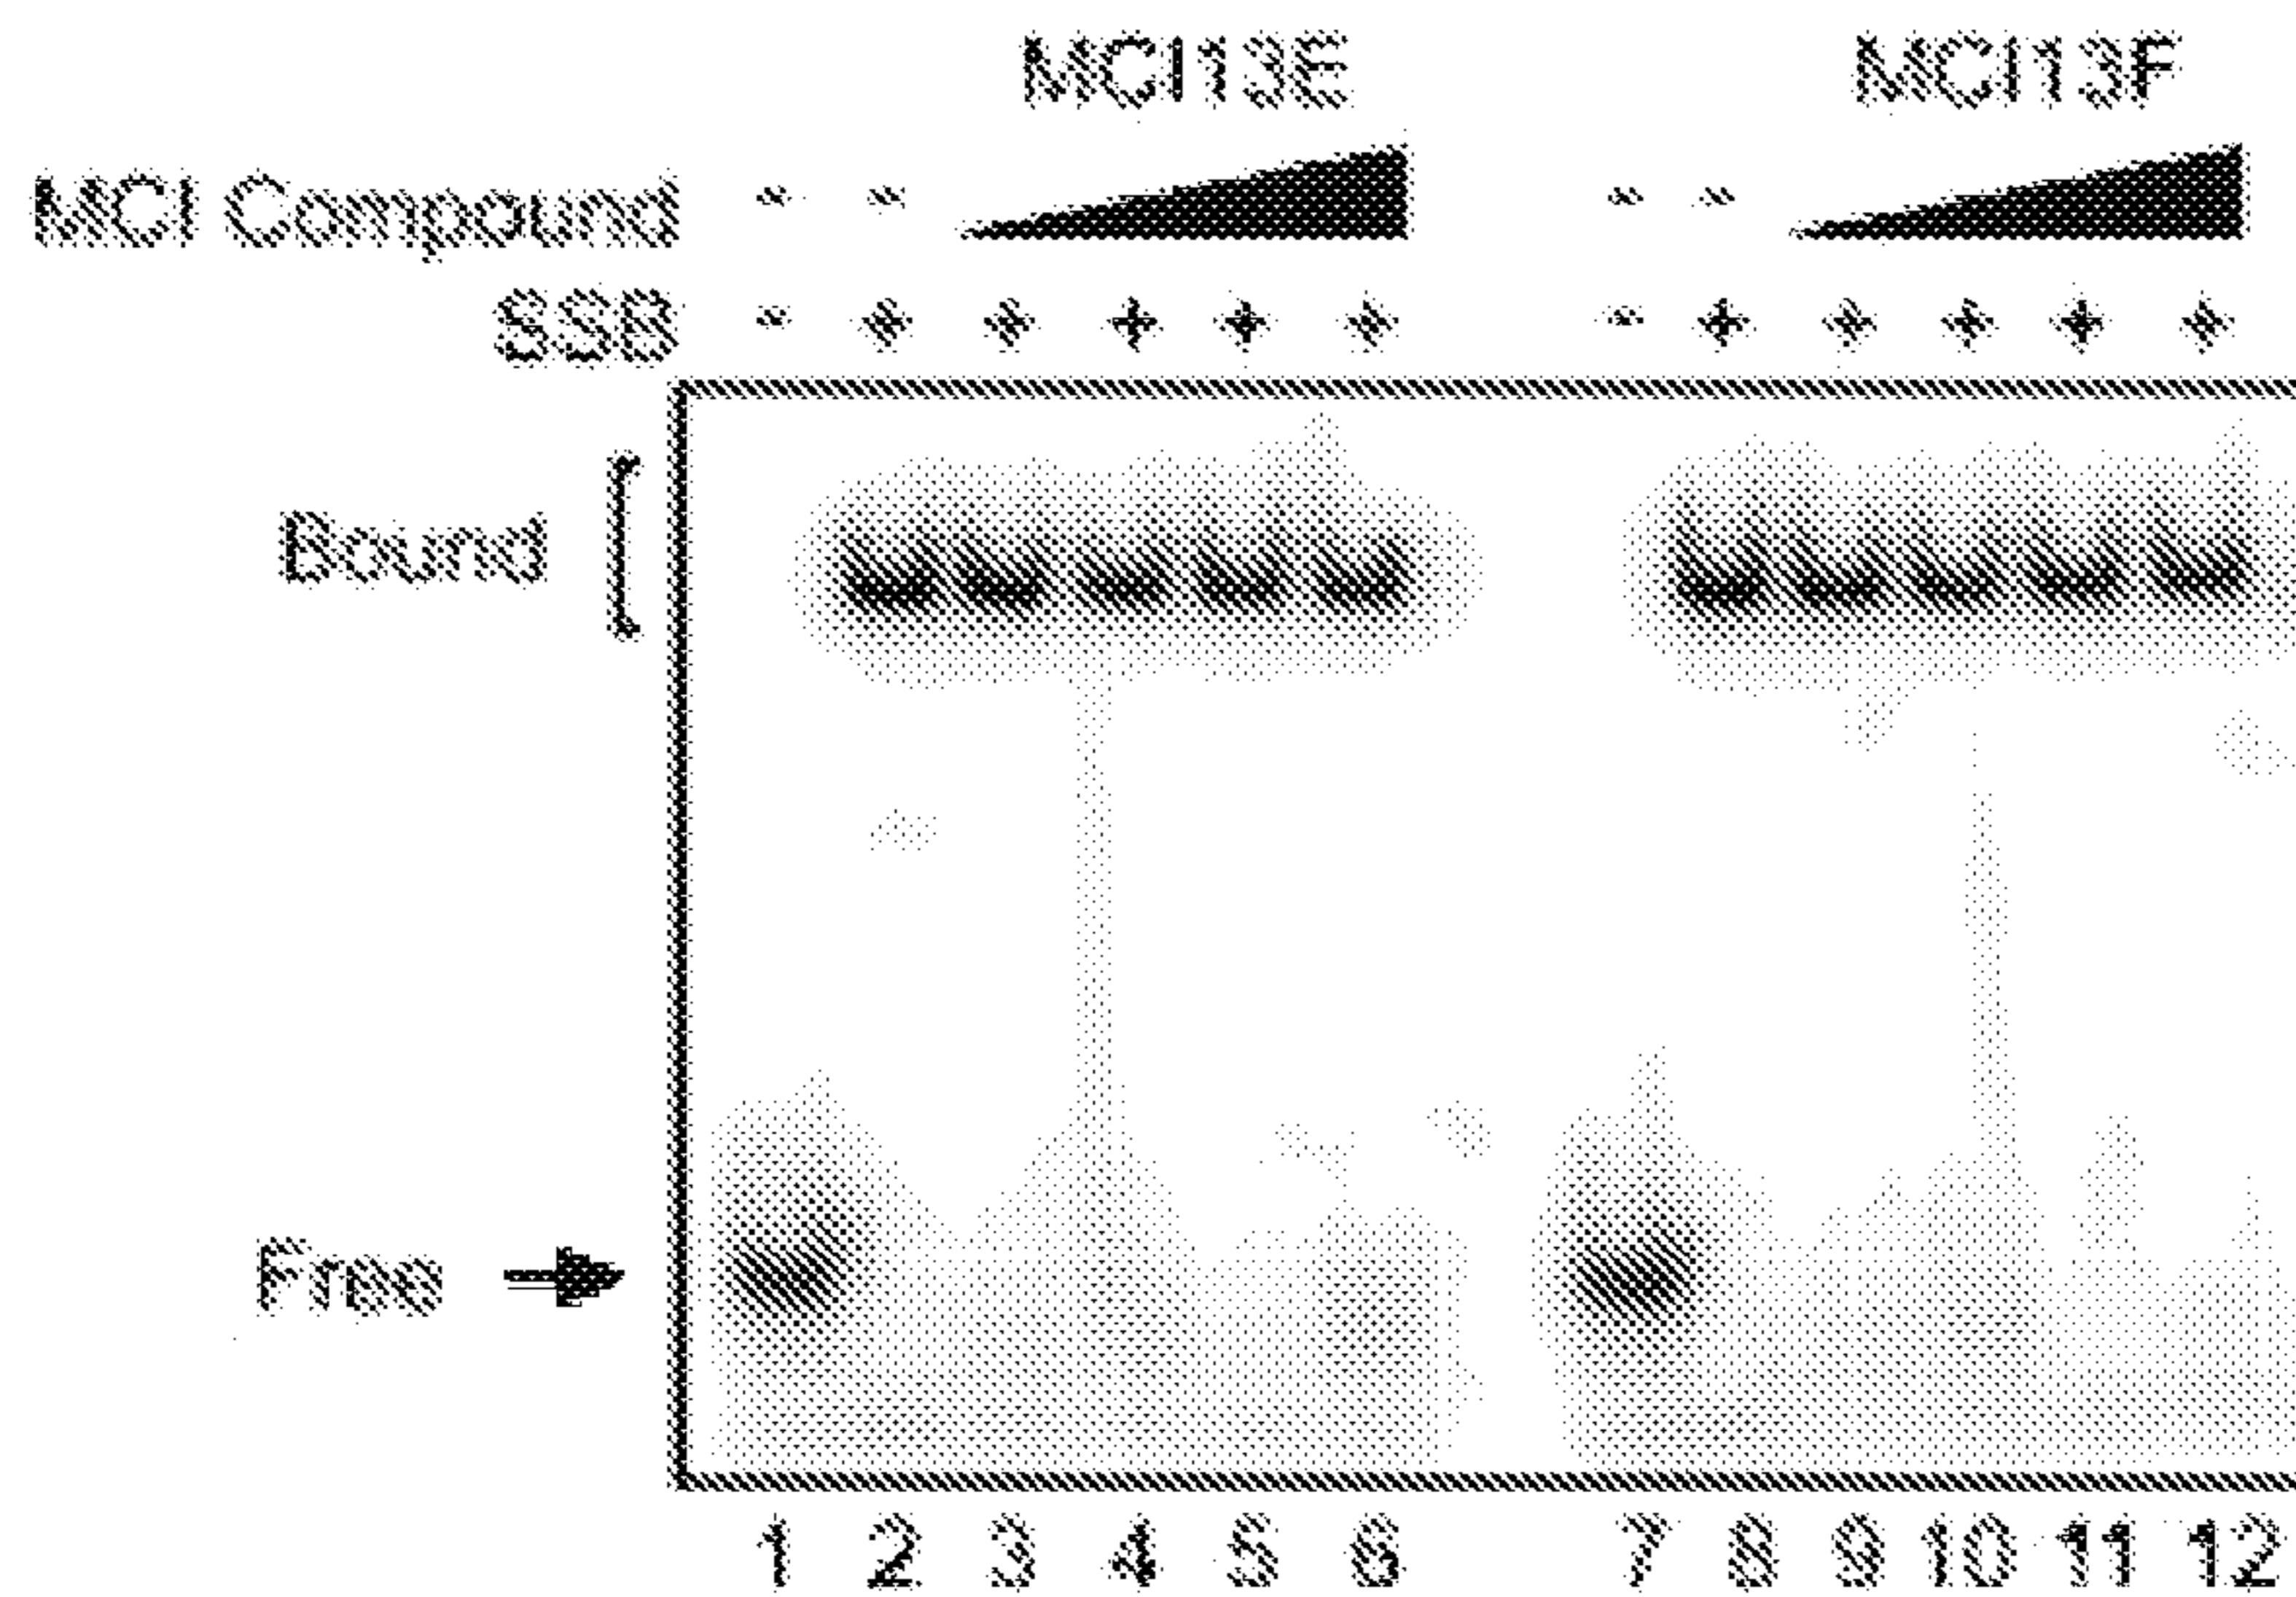 MCI13E MCI13F
MCI Compound - - - -
SSB - + + + + + - + + + + +
Bound
Free
1 2 3 4 5 6 7 8 9 10 11 12